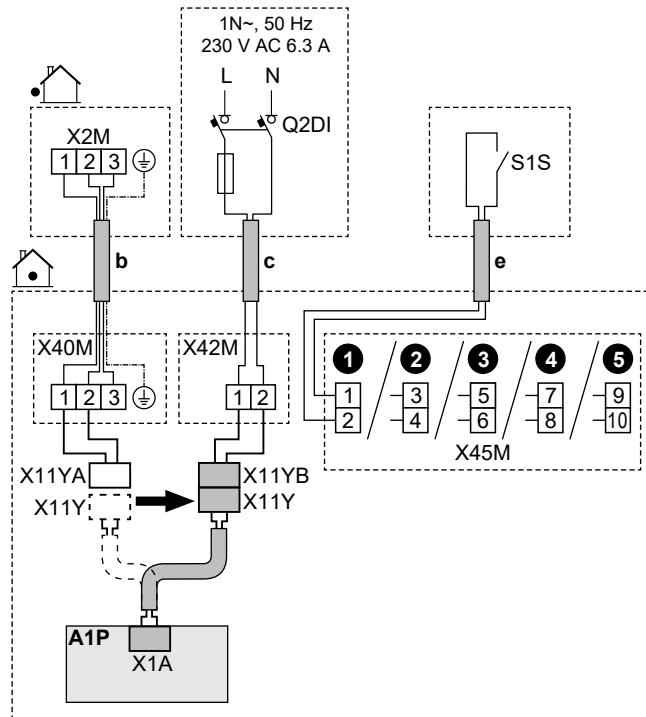 1N~, 50 Hz
230 V AC 6.3 A
L N
Q2DI
X2M
1 2 3
S1S
b
c
e
X40M
1 2 3
X42M
1 2
1 2 3 4 5
1 3 5 7 9
2 4 6 8 10
X45M
X11YA
X11YB
X11Y
X11Y
A1P
X1A